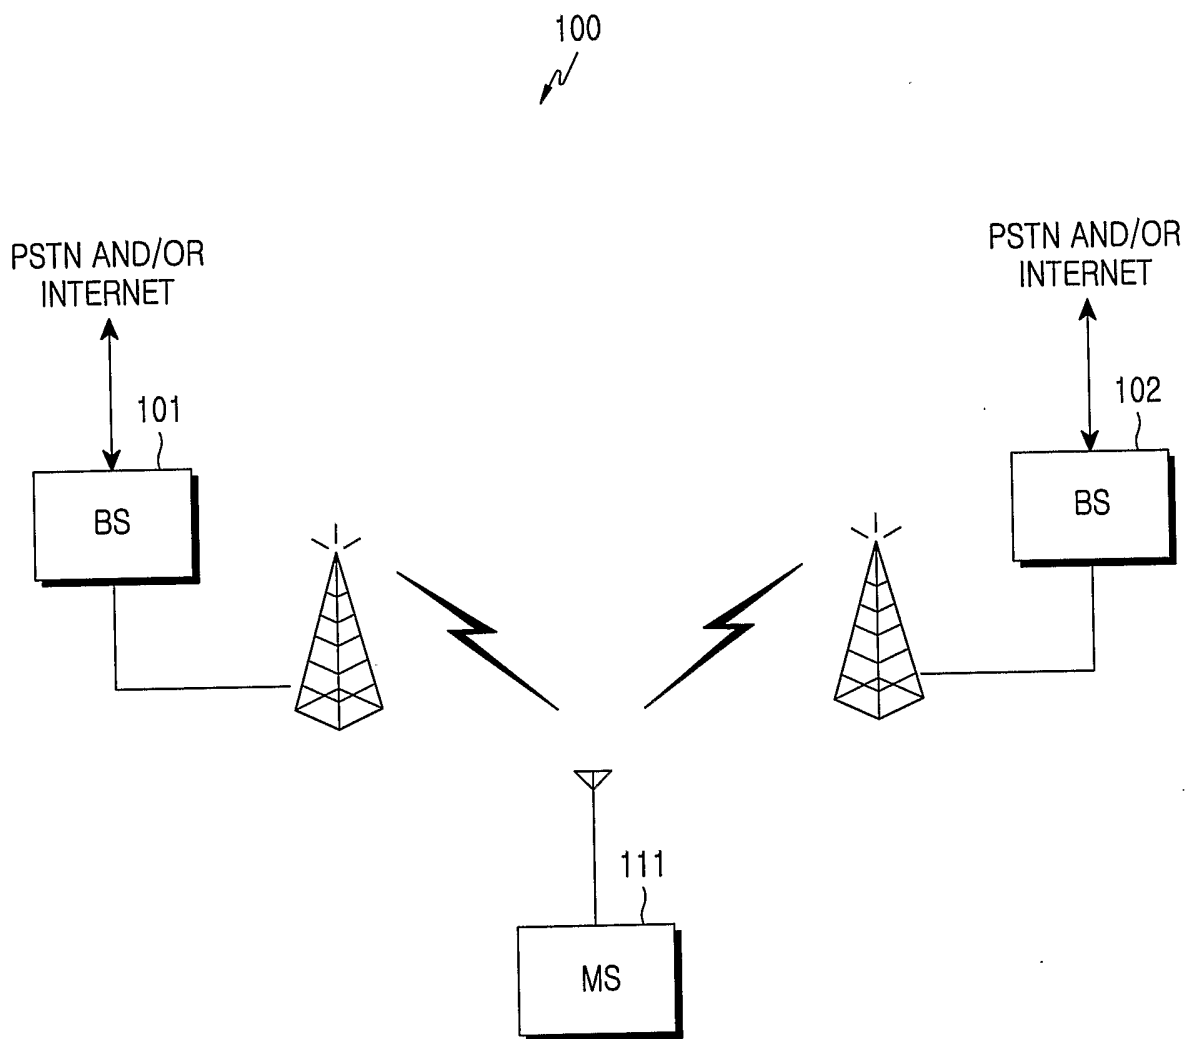 100
PSTN AND/OR
INTERNET
PSTN AND/OR
INTERNET
101
102
BS
BS
111
MS